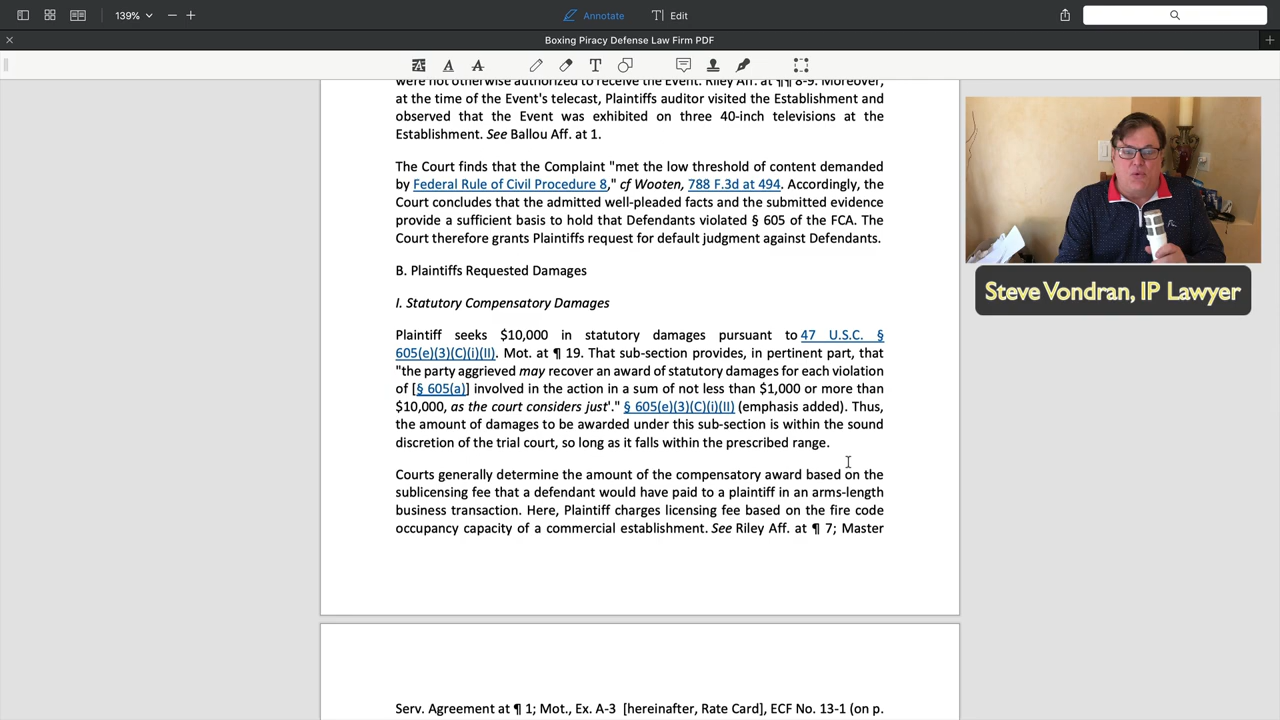 139%
Annotate
Edit
Boxing Piracy Defense Law Firm PDF
were not otherwise authorized to receive the Event. Riley Aff. at ¶¶ 8-9. Moreover,
at the time of the Event's telecast, Plaintiffs auditor visited the Establishment and
observed that the Event was exhibited on three 40-inch televisions at the
Establishment. See Ballou Aff. at 1.
The Court finds that the Complaint "met the low threshold of content demanded
by Federal Rule of Civil Procedure 8," cf Wooten, 788 F.3d at 494. Accordingly, the
Court concludes that the admitted well-pleaded facts and the submitted evidence
provide a sufficient basis to hold that Defendants violated § 605 of the FCA. The
Court therefore grants Plaintiffs request for default judgment against Defendants.
B. Plaintiffs Requested Damages
I. Statutory Compensatory Damages
Plaintiff seeks $10,000 in statutory damages pursuant to 47 U.S.C. §
605(e)(3)(C)(i)(II). Mot. at ¶ 19. That sub-section provides, in pertinent part, that
"the party aggrieved may recover an award of statutory damages for each violation
of [§ 605(a)] involved in the action in a sum of not less than $1,000 or more than
$10,000, as the court considers just'." § 605(e)(3)(C)(i)(II) (emphasis added). Thus,
the amount of damages to be awarded under this sub-section is within the sound
discretion of the trial court, so long as it falls within the prescribed range.
Courts generally determine the amount of the compensatory award based on the
sublicensing fee that a defendant would have paid to a plaintiff in an arms-length
business transaction. Here, Plaintiff charges licensing fee based on the fire code
occupancy capacity of a commercial establishment. See Riley Aff. at ¶ 7; Master
Serv. Agreement at ¶ 1; Mot., Ex. A-3 [hereinafter, Rate Card], ECF No. 13-1 (on p.
Steve Vondran, IP Lawyer